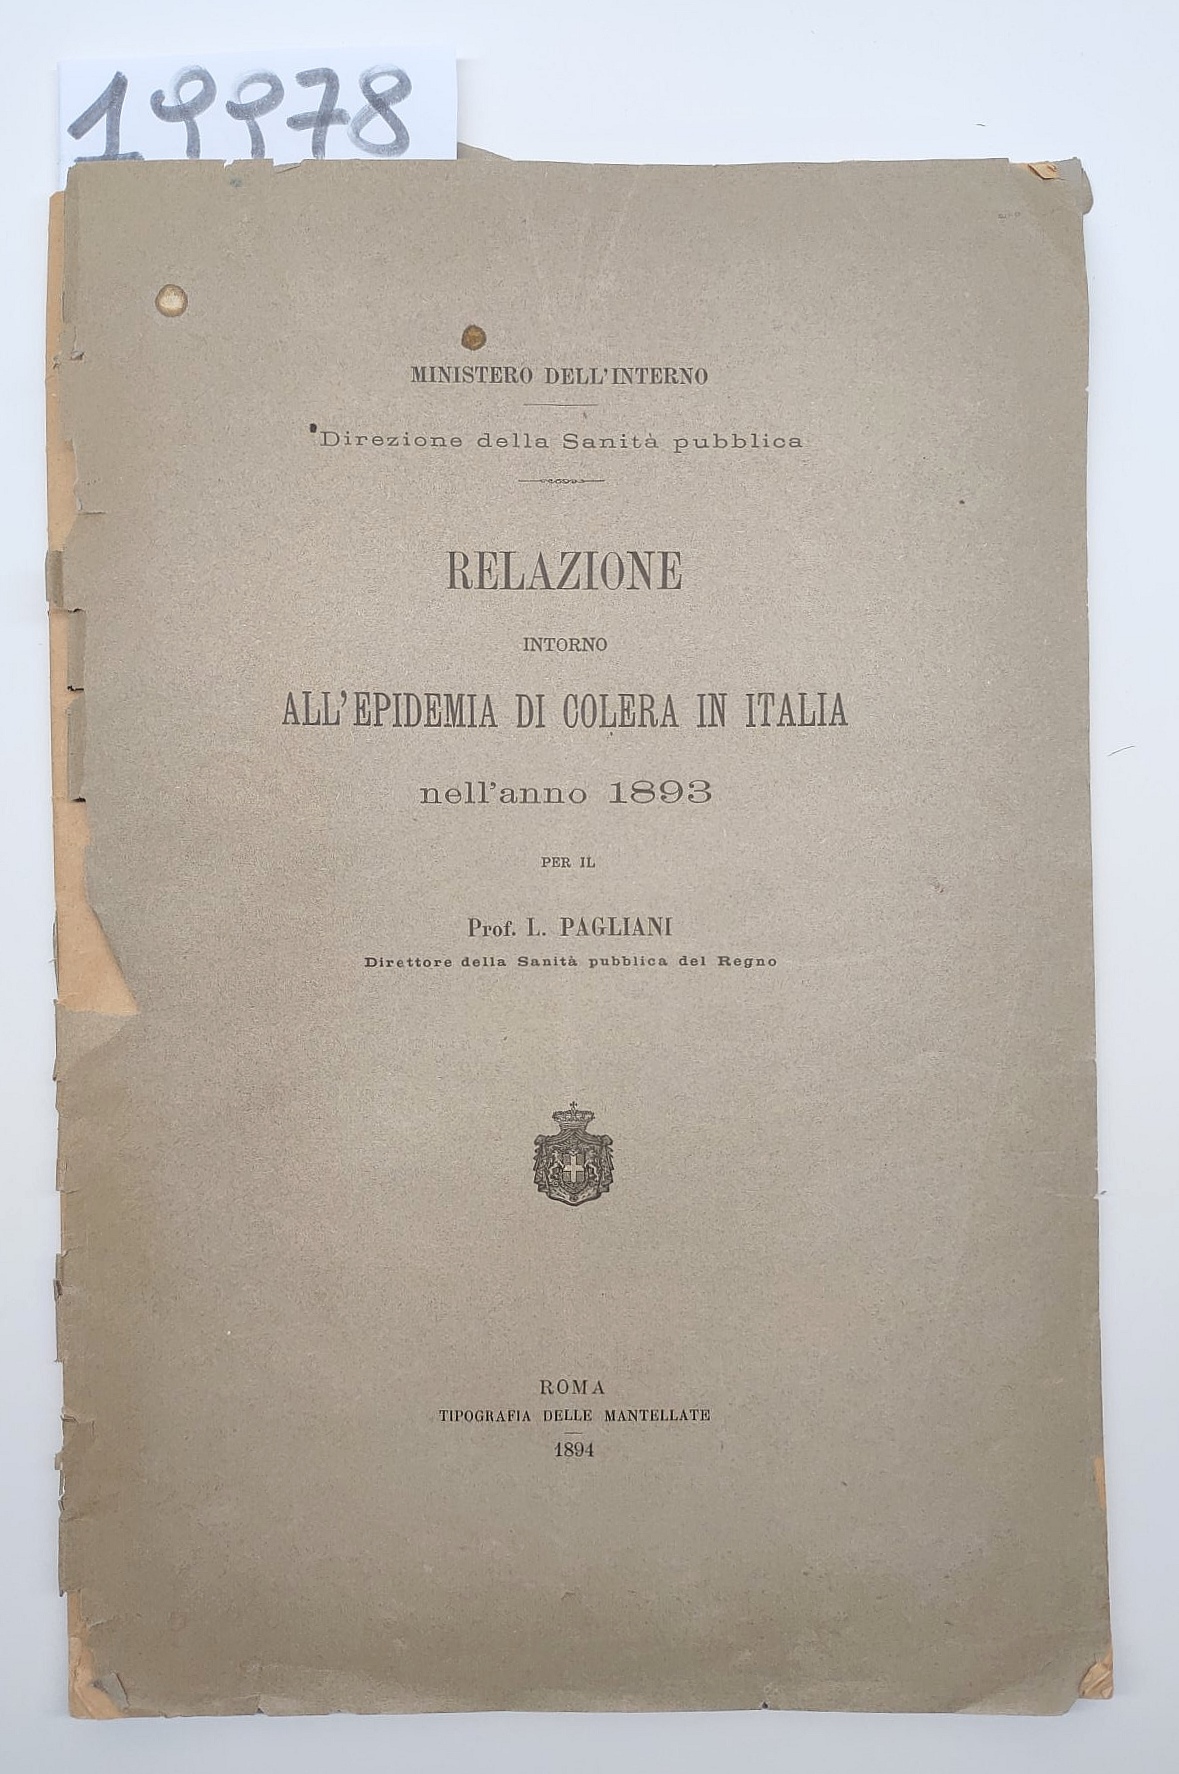 19978
MINISTERO DELL'INTERNO
Direzione della Sanità pubblica
RELAZIONE
INTORNO
ALL'EPIDEMIA DI COLERA IN ITALIA
nell'anno 1893
PER IL
Prof. L. PAGLIANI
Direttore della Sanità pubblica del Regno
ROMA
TIPOGRAFIA DELLE MANTELLATE
1894